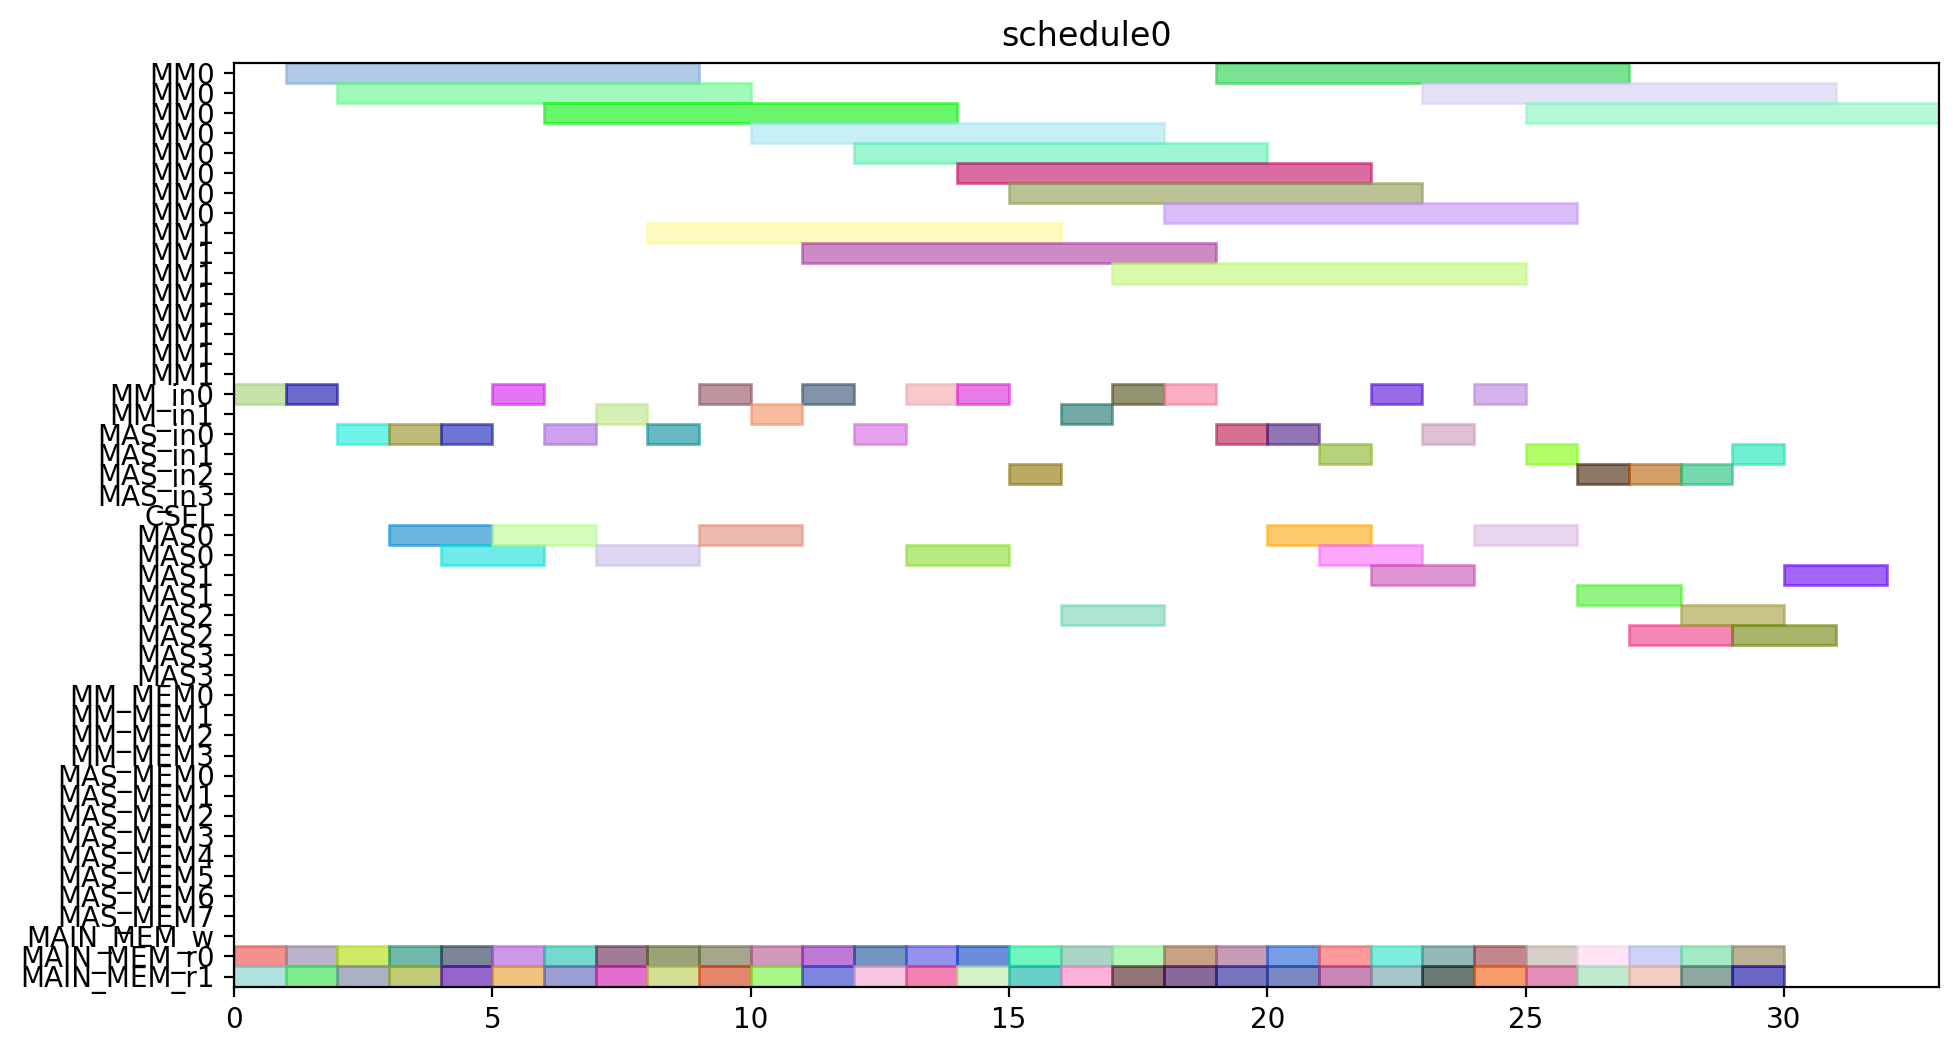 schedule0
MM0
MM0
MM0
MM0
MM0
MM0
MM0
MM0
MM1
MM1
MM1
MM1
MM1
MM1
MM1
MM1
MM_in0
MM_in1
MAS_in0
MAS_in1
MAS_in2
MAS_in3
CSEL
MAS0
MAS0
MAS1
MAS1
MAS2
MAS2
MAS3
MAS3
MM_MEM0
MM_MEM1
MM_MEM2
MM_MEM3
MAS_MEM0
MAS_MEM1
MAS_MEM2
MAS_MEM3
MAS_MEM4
MAS_MEM5
MAS_MEM6
MAS_MEM7
MAIN_MEM_w
MAIN_MEM_r0
MAIN_MEM_r1
0 5 10 15 20 25 30